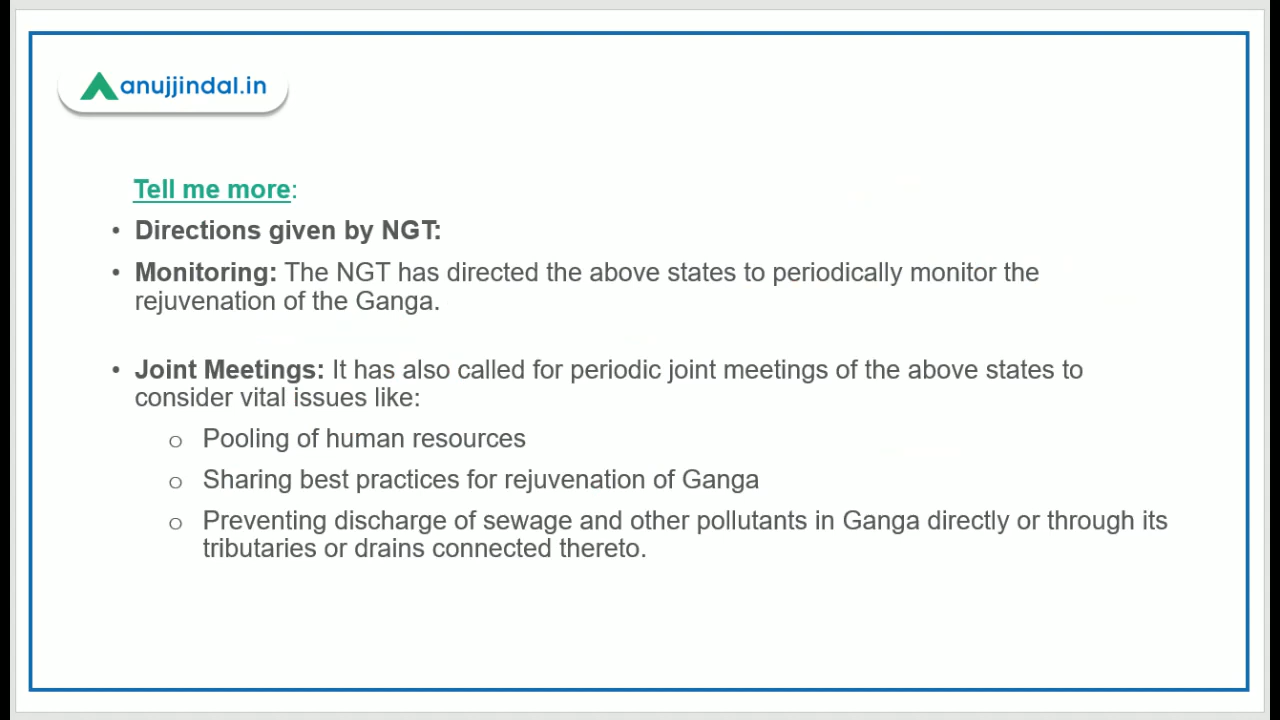 anujjindal.in
Tell me more:
• Directions given by NGT:
• Monitoring: The NGT has directed the above states to periodically monitor the
rejuvenation of the Ganga.
• Joint Meetings: It has also called for periodic joint meetings of the above states to
consider vital issues like:
o Pooling of human resources
o Sharing best practices for rejuvenation of Ganga
o Preventing discharge of sewage and other pollutants in Ganga directly or through its
tributaries or drains connected thereto.